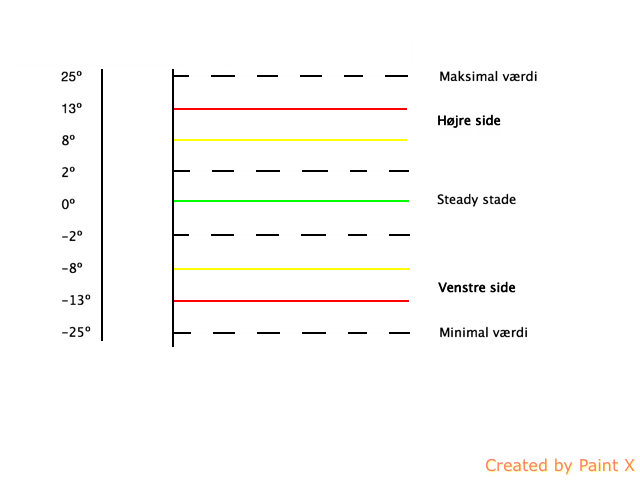 25º
Maksimal værdi
13º
Højre side
8º
2º
0º
Steady stade
−2º
−8º
Venstre side
−13º
−25º
Minimal værdi
Created by Paint X